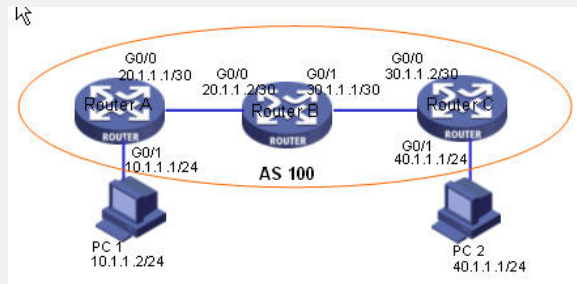 G0/0
20.1.1.1/30
G0/0
20.1.1.2/30
G0/1
30.1.1.1/30
G0/0
30.1.1.2/30
Router A
Router B
Router C
ROUTER
ROUTER
ROUTER
G0/1
10.1.1.1/24
AS 100
G0/1
40.1.1.1/24
PC 1
10.1.1.2/24
PC 2
40.1.1.1/24